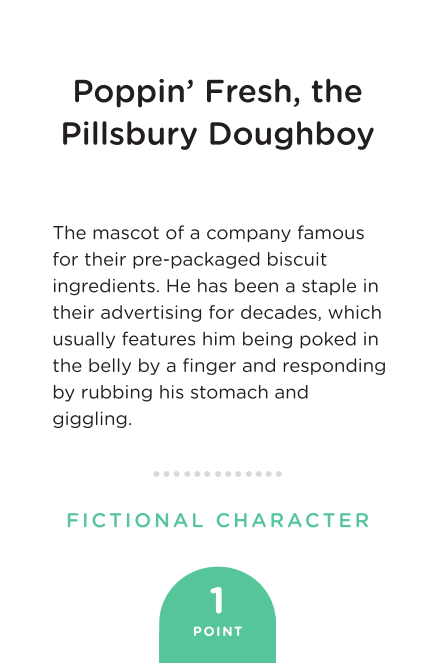 Poppin’ Fresh, the
Pillsbury Doughboy
The mascot of a company famous
for their pre-packaged biscuit
ingredients. He has been a staple in
their advertising for decades, which
usually features him being poked in
the belly by a finger and responding
by rubbing his stomach and
giggling.
FICTIONAL CHARACTER
1
POINT